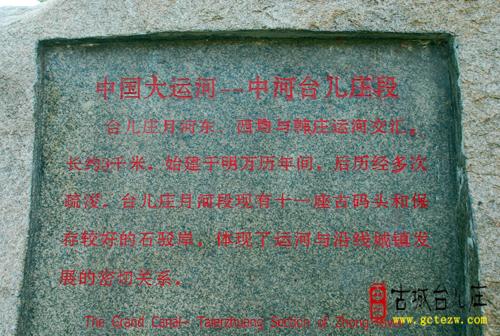 中国大运河--中河台儿庄段
台儿庄月河东、西均与韩庄运河交汇。
长约3千米。始建于明万历年间，后历经多次
疏浚。台儿庄月河段现有十一座古码头和保
存较好的石驳岸，体现了运河与沿线城镇发
展的密切关系。
The Grand Canal- Taierzhuang Section of Zhong River
古城台儿庄
www.gctezw.com